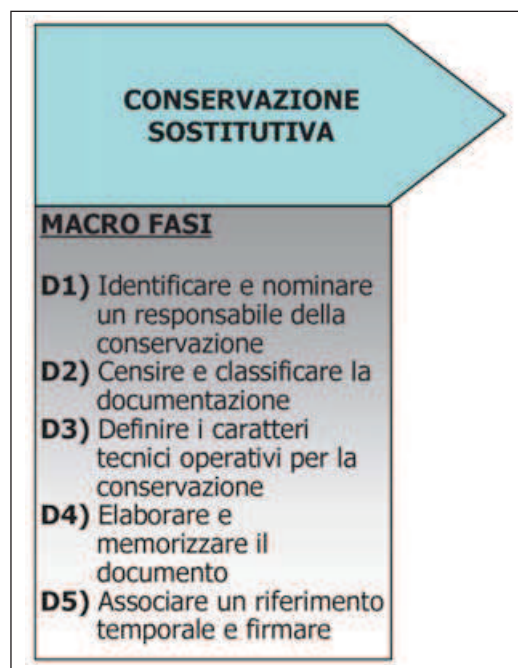 CONSERVAZIONE
SOSTITUTIVA
MACRO FASI
D1) Identificare e nominare
un responsabile della
conservazione
D2) Censire e classificare la
documentazione
D3) Definire i caratteri
tecnici operativi per la
conservazione
D4) Elaborare e
memorizzare il
documento
D5) Associare un riferimento
temporale e firmare